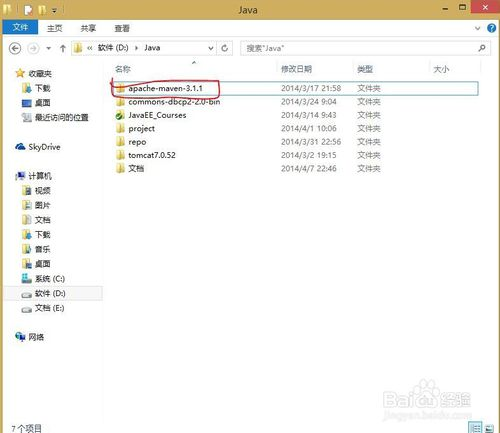 Java
文件 主页 共享 查看
软件 (D:) Java 搜索"Java"
名称 修改日期 类型
apache-maven-3.1.1 2014/3/17 21:58 文件夹
commons-dbcp2-2.0-bin 2014/3/24 9:04 文件夹
JavaEE_Courses 2014/3/14 9:43 文件夹
project 2014/4/1 10:06 文件夹
repo 2014/3/31 22:56 文件夹
tomcat7.0.52 2014/3/2 19:15 文件夹
文档 2014/4/7 22:46 文件夹
收藏夹
下载
桌面
最近访问的位置
SkyDrive
计算机
视频
图片
文档
下载
音乐
桌面
系统 (C:)
软件 (D:)
文档 (E:)
网络
7 个项目
Baidu 经验
jingyan.baidu.com